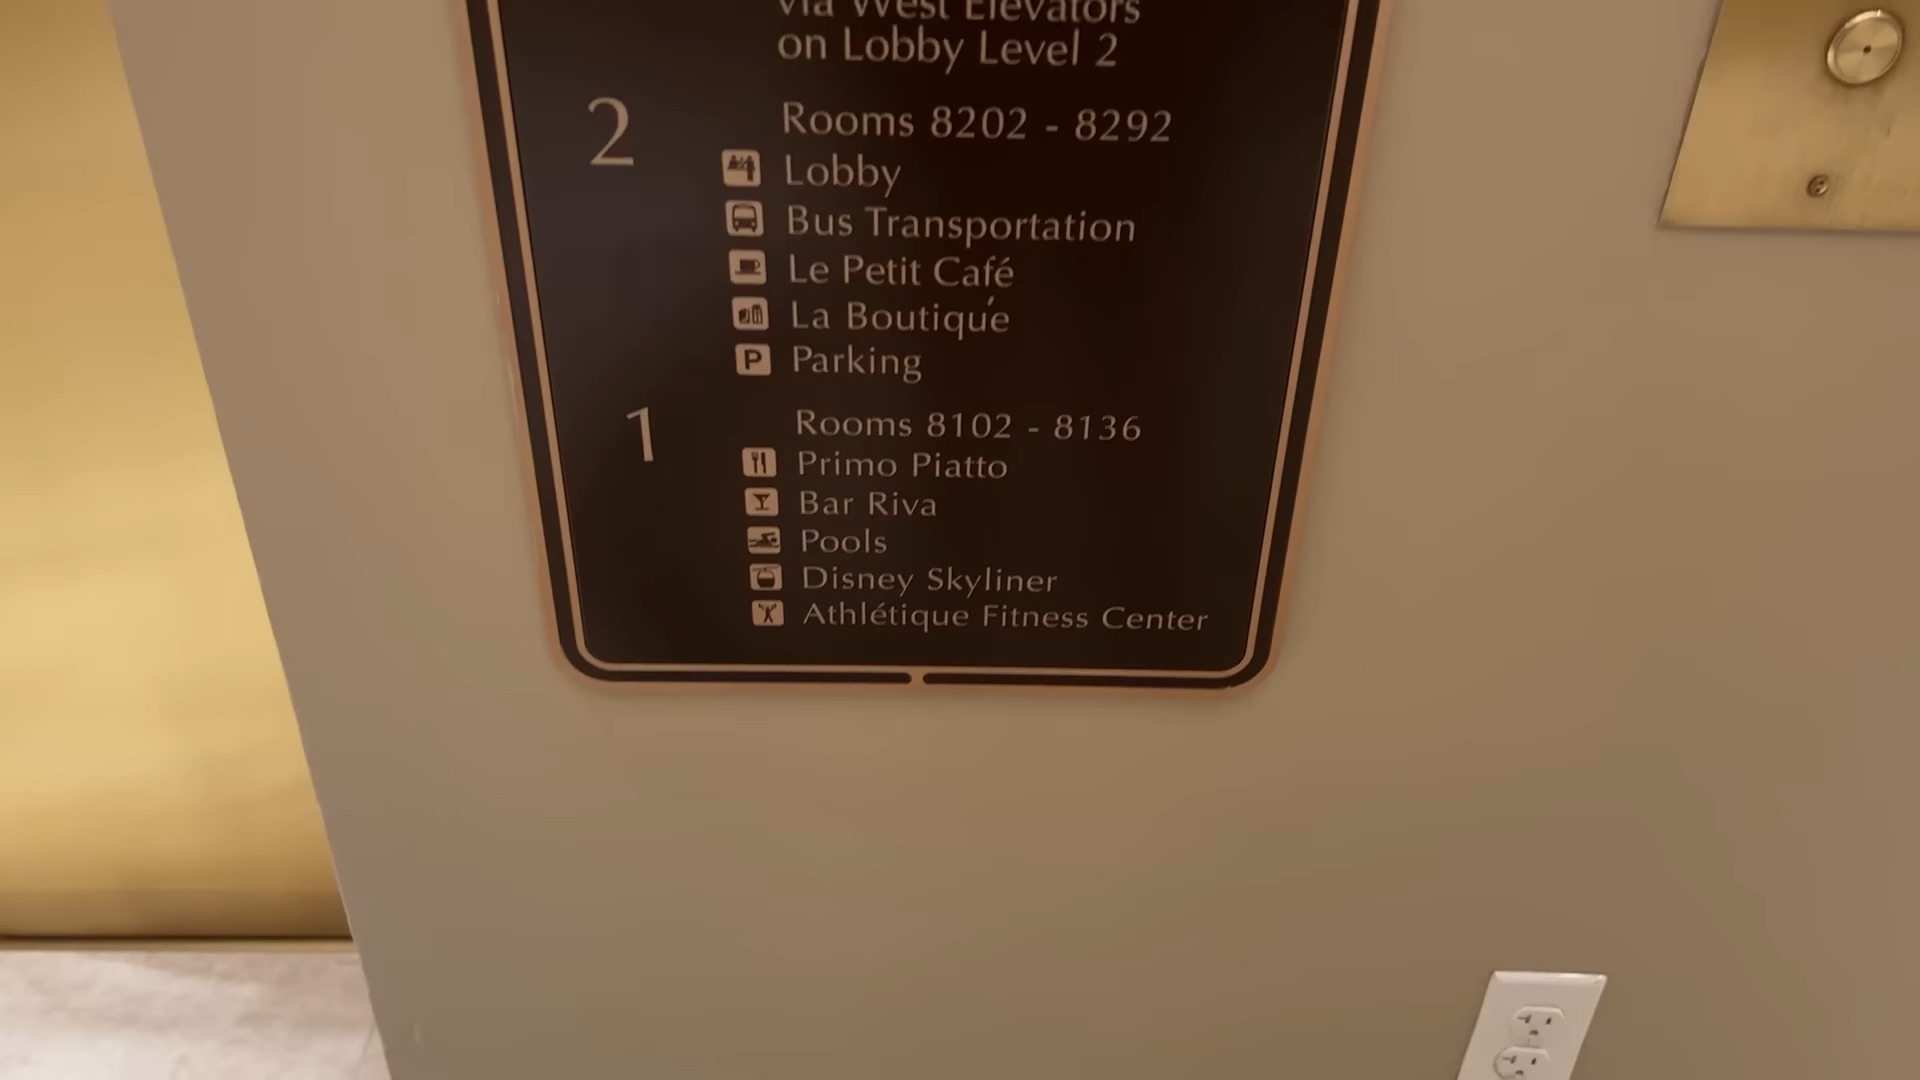 via West Elevators
on Lobby Level 2
2
Rooms 8202 - 8292
Lobby
Bus Transportation
Le Petit Café
La Boutiqué
P Parking
1
Rooms 8102 - 8136
Primo Piatto
Bar Riva
Pools
Disney Skyliner
Athlétique Fitness Center